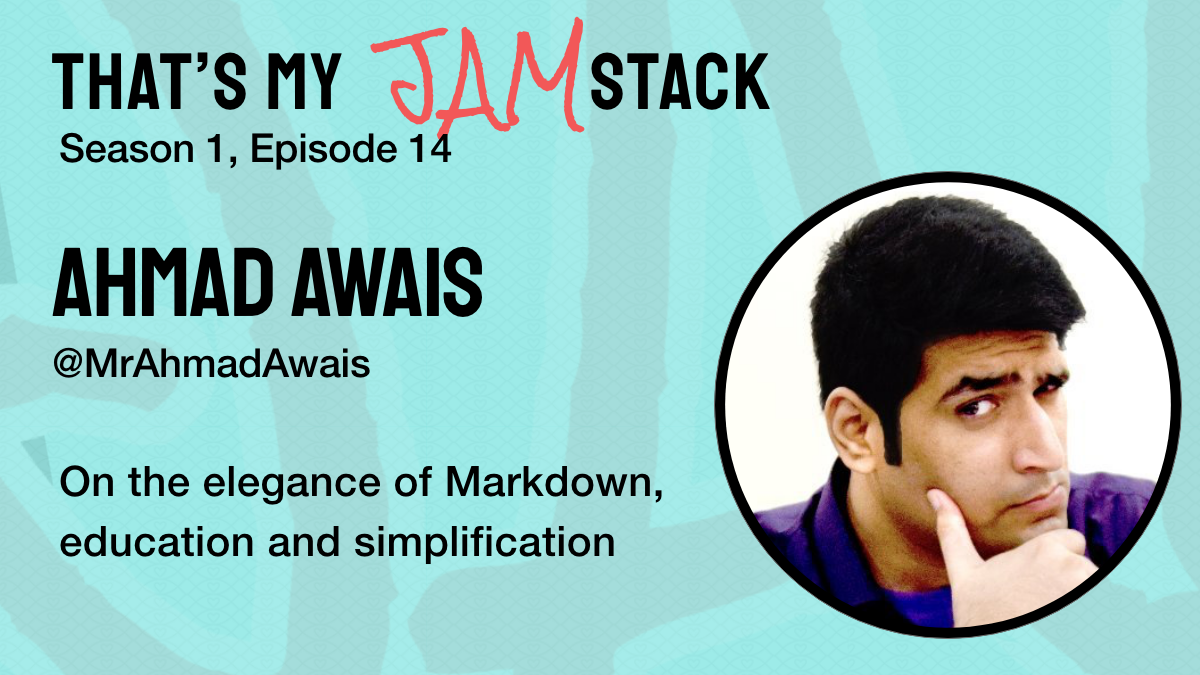 THAT'S MY JAMSTACK
Season 1, Episode 14
AHMAD AWAIS
@MrAhmadAwais
On the elegance of Markdown,
education and simplification